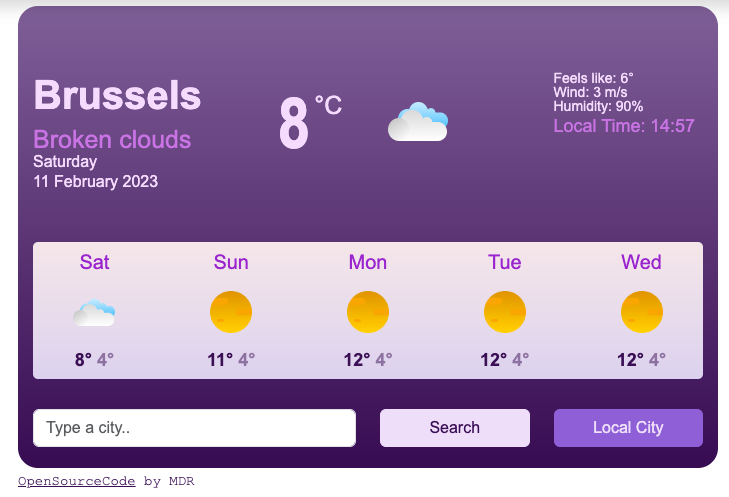 Brussels
Broken clouds
Saturday
11 February 2023
8 °C
Feels like: 6°
Wind: 3 m/s
Humidity: 90%
Local Time: 14:57
Sat Sun Mon Tue Wed
8° 4° 11° 4° 12° 4° 12° 4° 12° 4°
Type a city.. Search Local City
OpenSourceCode by MDR